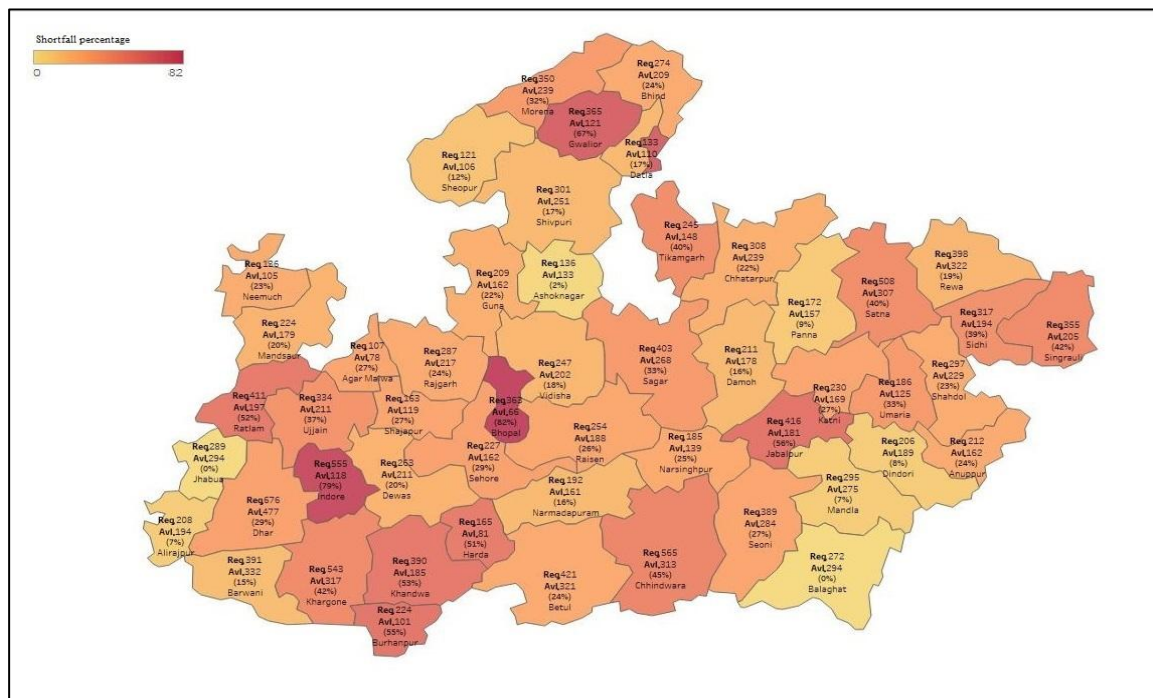 Shortfall percentage
0 82
Req.274
Avl.209
(24%)
Bhind
Req.350
Avl.239
(32%)
Morena
Req.365
Avl.121
(67%)
Gwalior
Req.133
Avl.110
(17%)
Datia
Req.121
Avl.106
(12%)
Sheopur
Req.301
Avl.251
(17%)
Shivpuri
Req.245
Avl.148
(40%)
Tikamgarh
Req.308
Avl.239
(22%)
Chhatarpur
Req.398
Avl.322
(19%)
Rewa
Req.136
Avl.105
(23%)
Neemuch
Req.209
Avl.162
(22%)
Guna
Req.136
Avl.133
(2%)
Ashoknagar
Req.172
Avl.157
(9%)
Panna
Req.508
Avl.307
(40%)
Satna
Req.317
Avl.194
(39%)
Sidhi
Req.355
Avl.205
(42%)
Singrauli
Req.224
Avl.179
(20%)
Mandsaur
Req.107
Avl.78
(27%)
Agar Malwa
Req.287
Avl.217
(24%)
Rajgarh
Req.247
Avl.202
(18%)
Vidisha
Req.403
Avl.268
(33%)
Sagar
Req.211
Avl.178
(16%)
Damoh
Req.297
Avl.229
(23%)
Shahdol
Req.411
Avl.197
(52%)
Ratlam
Req.334
Avl.211
(37%)
Ujjain
Req.163
Avl.119
(27%)
Shajapur
Req.363
Avl.66
(82%)
Bhopal
Req.230
Avl.169
(27%)
Katni
Req.186
Avl.125
(33%)
Umaria
Req.416
Avl.181
(56%)
Jabalpur
Req.254
Avl.188
(26%)
Raisen
Req.185
Avl.139
(25%)
Narsinghpur
Req.206
Avl.189
(8%)
Dindori
Req.212
Avl.162
(24%)
Anuppur
Req.289
Avl.294
(0%)
Jhabua
Req.555
Avl.118
(79%)
Indore
Req.263
Avl.211
(20%)
Dewas
Req.227
Avl.162
(29%)
Sehore
Req.192
Avl.161
(16%)
Narmadapuram
Req.295
Avl.275
(7%)
Mandla
Req.208
Avl.194
(7%)
Alirajpur
Req.676
Avl.477
(29%)
Dhar
Req.165
Avl.81
(51%)
Harda
Req.389
Avl.284
(27%)
Seoni
Req.391
Avl.332
(15%)
Barwani
Req.543
Avl.317
(42%)
Khargone
Req.390
Avl.185
(53%)
Khandwa
Req.421
Avl.321
(24%)
Betul
Req.565
Avl.313
(45%)
Chhindwara
Req.272
Avl.294
(0%)
Balaghat
Req.224
Avl.101
(55%)
Burhanpur